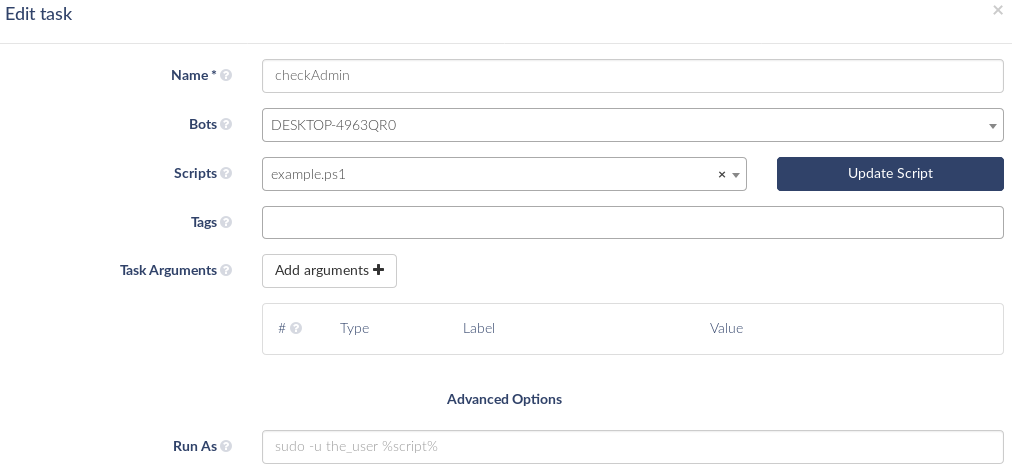 Edit task ×
Name * ?
checkAdmin
Bots ?
DESKTOP-4963QR0
Scripts ?
example.ps1 ×
Update Script
Tags ?
Task Arguments ?
Add arguments +
# ? Type Label Value
Advanced Options
Run As ?
sudo -u the_user %script%